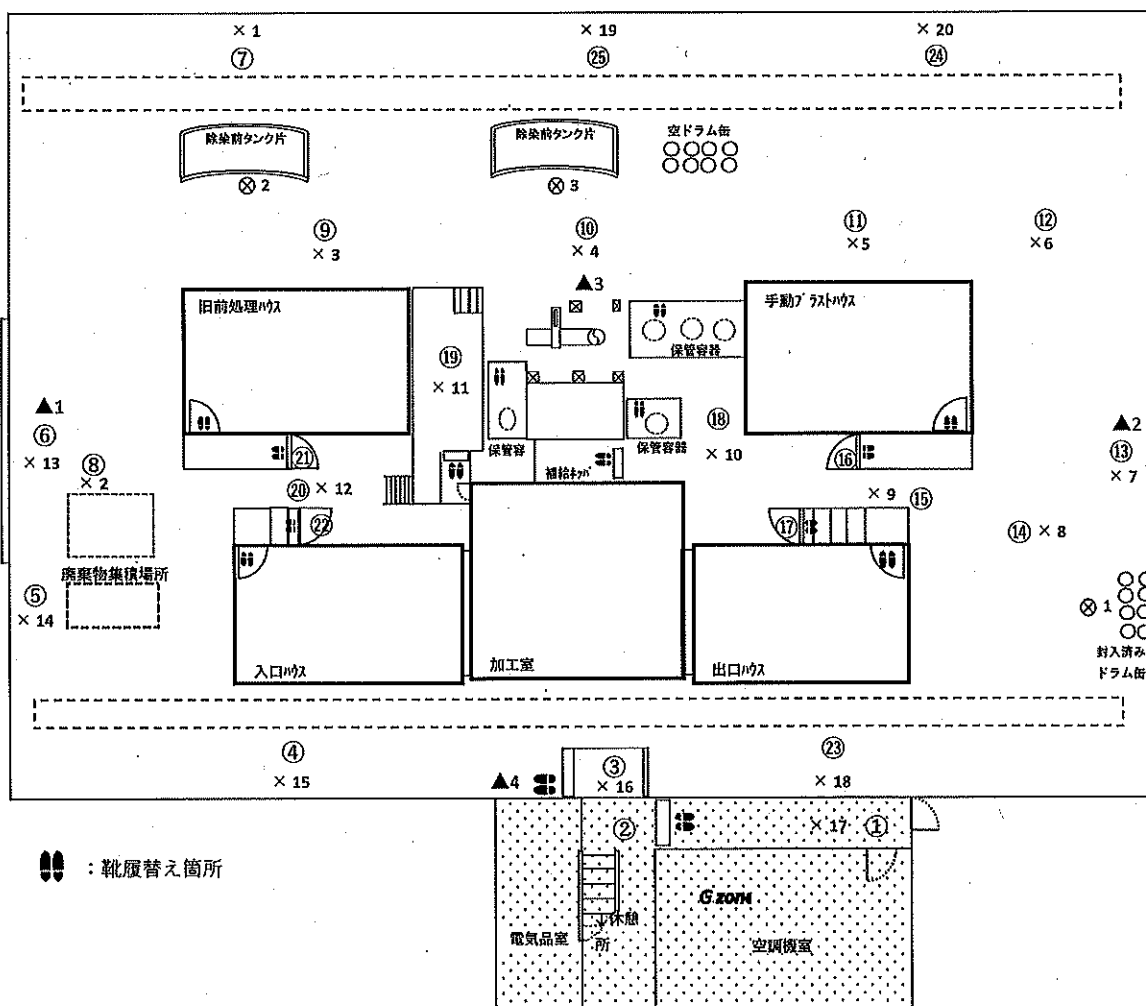 × 1
× 19
× 20
⑦
㉕
㉔
除染前タンク片
除染前タンク片
空ドラム缶
⊗ 2
⊗ 3
⑨
⑩
⑪
⑫
× 3
× 4
× 5
× 6
▲3
旧前処理ハウス
手動ブラストハウス
保管容器
⑲
× 11
▲1
⑥
× 13
⑧
× 2
⑱
▲2
⑬
× 7
保管容
保管容器
× 10
補給ホッパ
㉑
⑯
⑳
× 12
× 9
⑮
㉒
⑰
⑭ × 8
廃棄物集積場所
⑤
× 14
⊗ 1
封入済み
ドラム缶
入口ハウス
加工室
出口ハウス
④
× 15
▲4
③
× 16
㉓
× 18
②
× 17
①
:靴履替え箇所
G zone
休憩
所
電気品室
空調機室